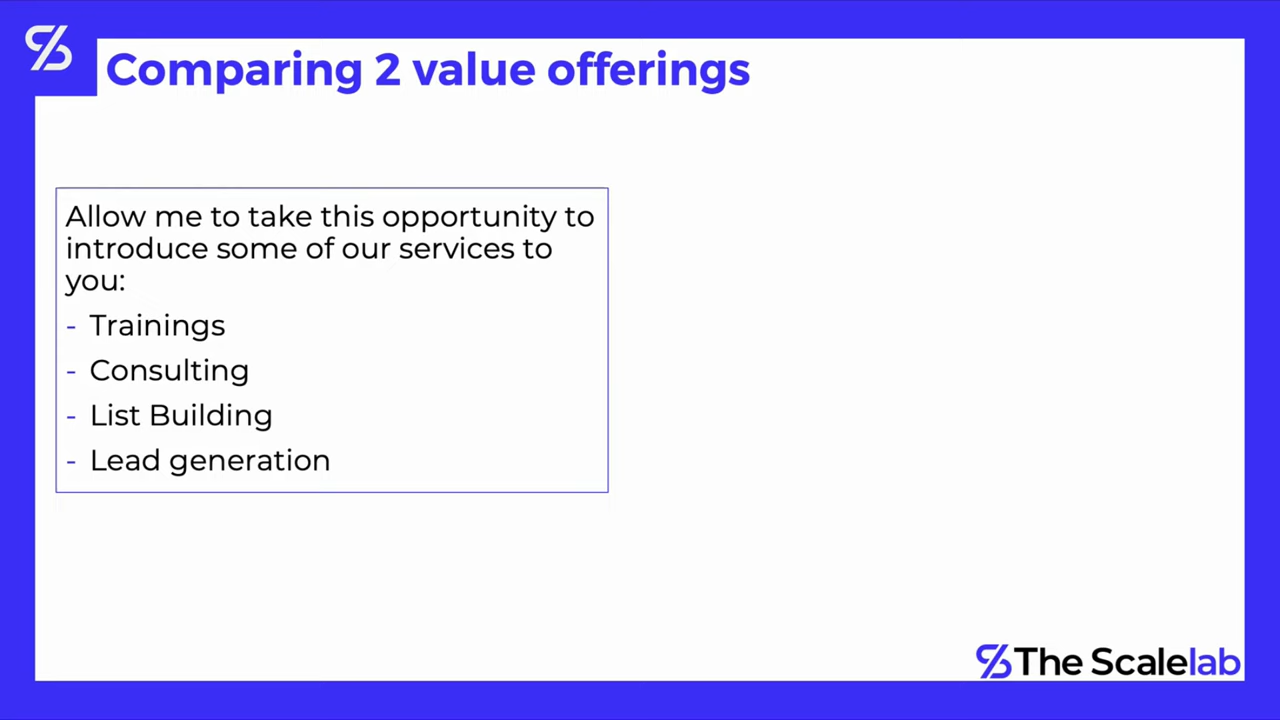 Comparing 2 value offerings
Allow me to take this opportunity to
introduce some of our services to
you:
- Trainings
- Consulting
- List Building
- Lead generation
The Scalelab